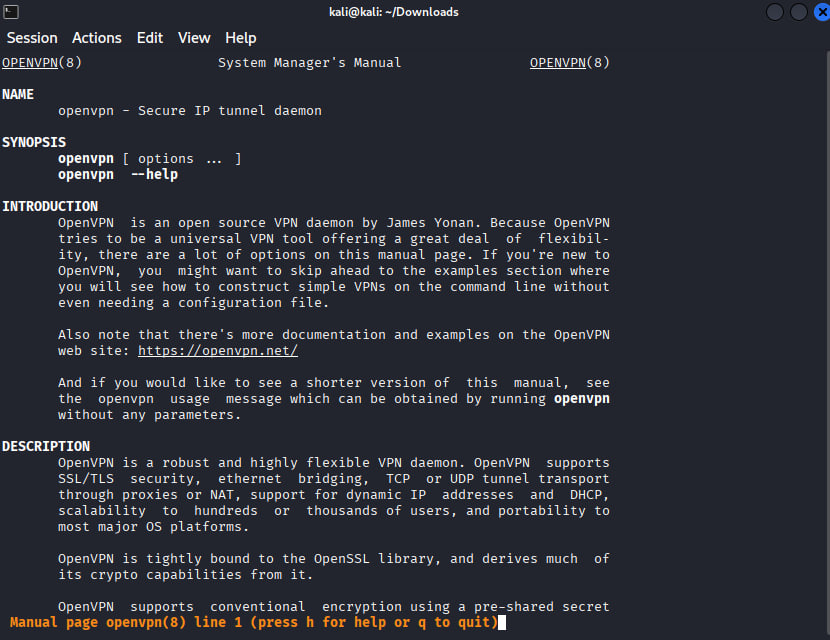 kali@kali: ~/Downloads
Session Actions Edit View Help
OPENVPN(8) System Manager's Manual OPENVPN(8)
NAME
openvpn - Secure IP tunnel daemon
SYNOPSIS
openvpn [ options ... ]
openvpn --help
INTRODUCTION
OpenVPN is an open source VPN daemon by James Yonan. Because OpenVPN
tries to be a universal VPN tool offering a great deal of flexibil-
ity, there are a lot of options on this manual page. If you're new to
OpenVPN, you might want to skip ahead to the examples section where
you will see how to construct simple VPNs on the command line without
even needing a configuration file.
Also note that there's more documentation and examples on the OpenVPN
web site: https://openvpn.net/
And if you would like to see a shorter version of this manual, see
the openvpn usage message which can be obtained by running openvpn
without any parameters.
DESCRIPTION
OpenVPN is a robust and highly flexible VPN daemon. OpenVPN supports
SSL/TLS security, ethernet bridging, TCP or UDP tunnel transport
through proxies or NAT, support for dynamic IP addresses and DHCP,
scalability to hundreds or thousands of users, and portability to
most major OS platforms.
OpenVPN is tightly bound to the OpenSSL library, and derives much of
its crypto capabilities from it.
OpenVPN supports conventional encryption using a pre-shared secret
Manual page openvpn(8) line 1 (press h for help or q to quit)